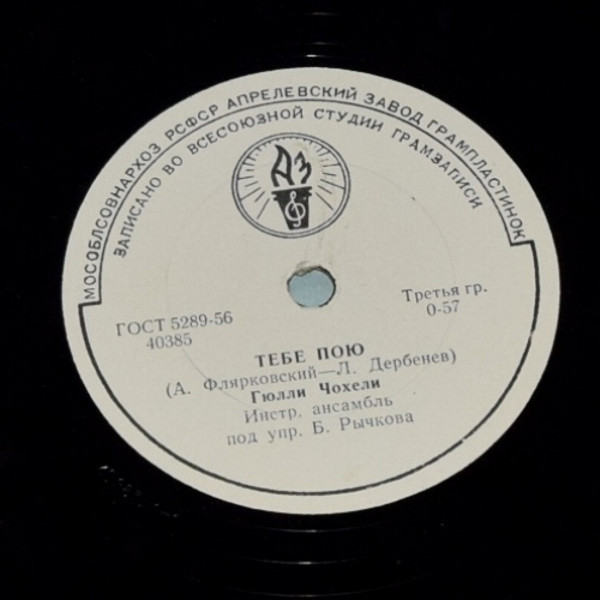 МОСОБЛСОВНАРХОЗ РСФСР АПРЕЛЕВСКИЙ ЗАВОД ГРАМПЛАСТИНОК
ЗАПИСАНО ВО ВСЕСОЮЗНОЙ СТУДИИ ГРАМЗАПИСИ
АЗ
ГОСТ 5289-56
40385
Третья гр.
0-57
ТЕБЕ ПОЮ
(А. Флярковский—Л. Дербенев)
Гюлли Чохели
Инстр. ансамбль
под упр. Б. Рычкова